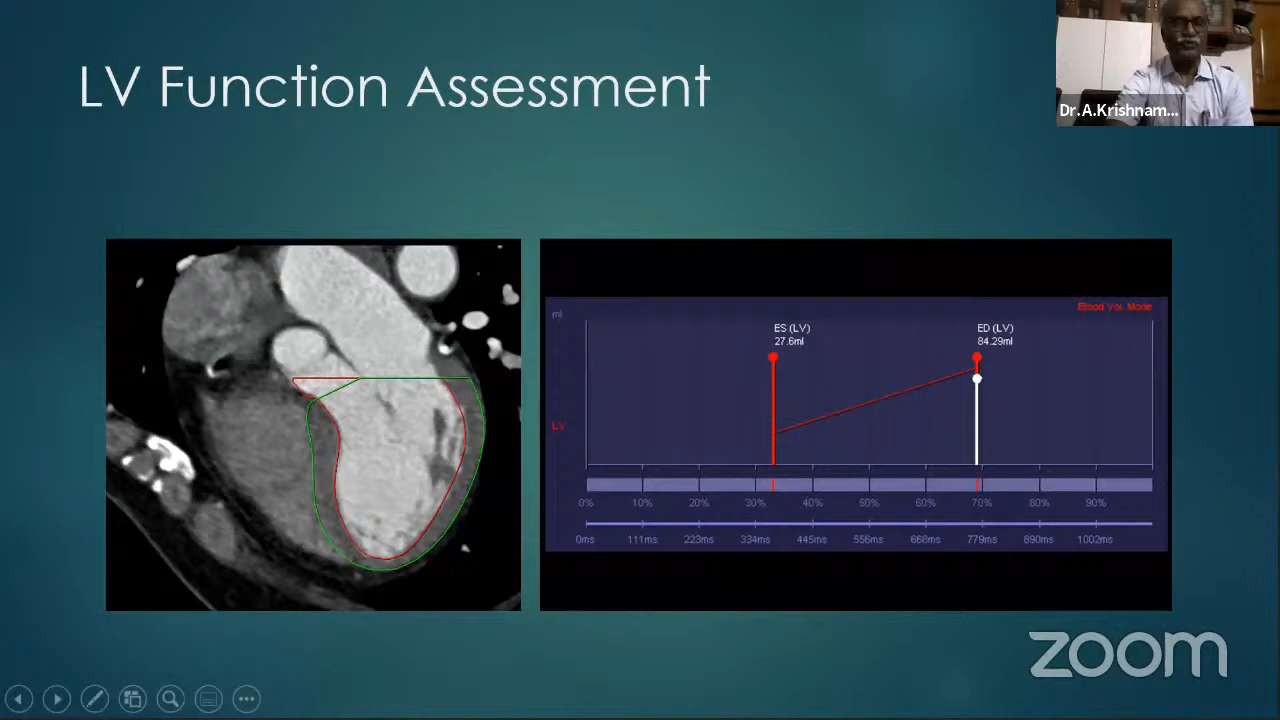 LV Function Assessment
Dr.A.Krishnam...
Blood Vol Mode
ml
ES (LV)
27.6ml
ED (LV)
84.29ml
LV
0% 10% 20% 30% 40% 50% 60% 70% 80% 90%
0ms 111ms 223ms 334ms 445ms 556ms 668ms 779ms 890ms 1002ms
zoom